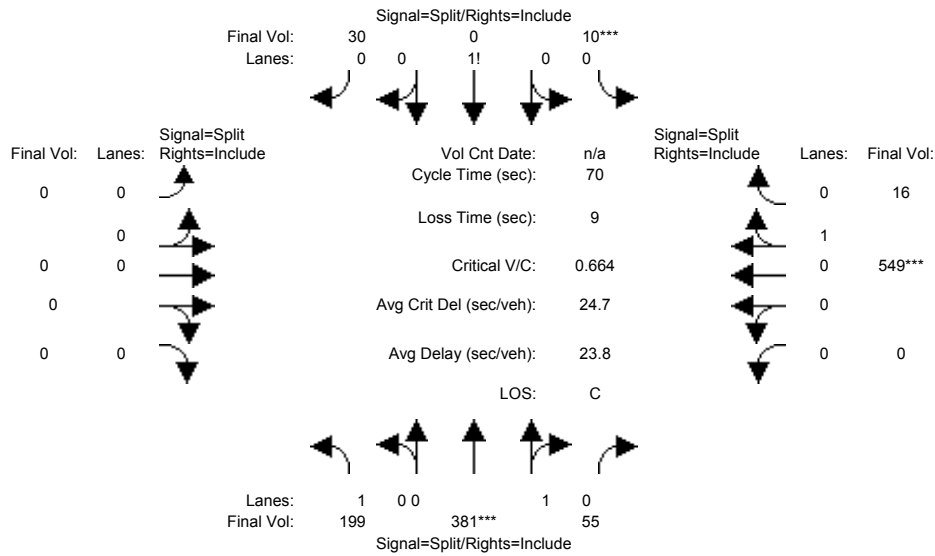 Signal=Split/Rights=Include
Final Vol: 30 0 10***
Lanes: 0 0 1! 0 0
Signal=Split Signal=Split
Final Vol: Lanes: Rights=Include Vol Cnt Date: n/a Rights=Include Lanes: Final Vol:
0 0 Cycle Time (sec): 70 0 16
0 Loss Time (sec): 9 1
0 0 Critical V/C: 0.664 0 549***
0 Avg Crit Del (sec/veh): 24.7 0
0 0 Avg Delay (sec/veh): 23.8 0 0
LOS: C
Lanes: 1 0 0 1 0
Final Vol: 199 381*** 55
Signal=Split/Rights=Include